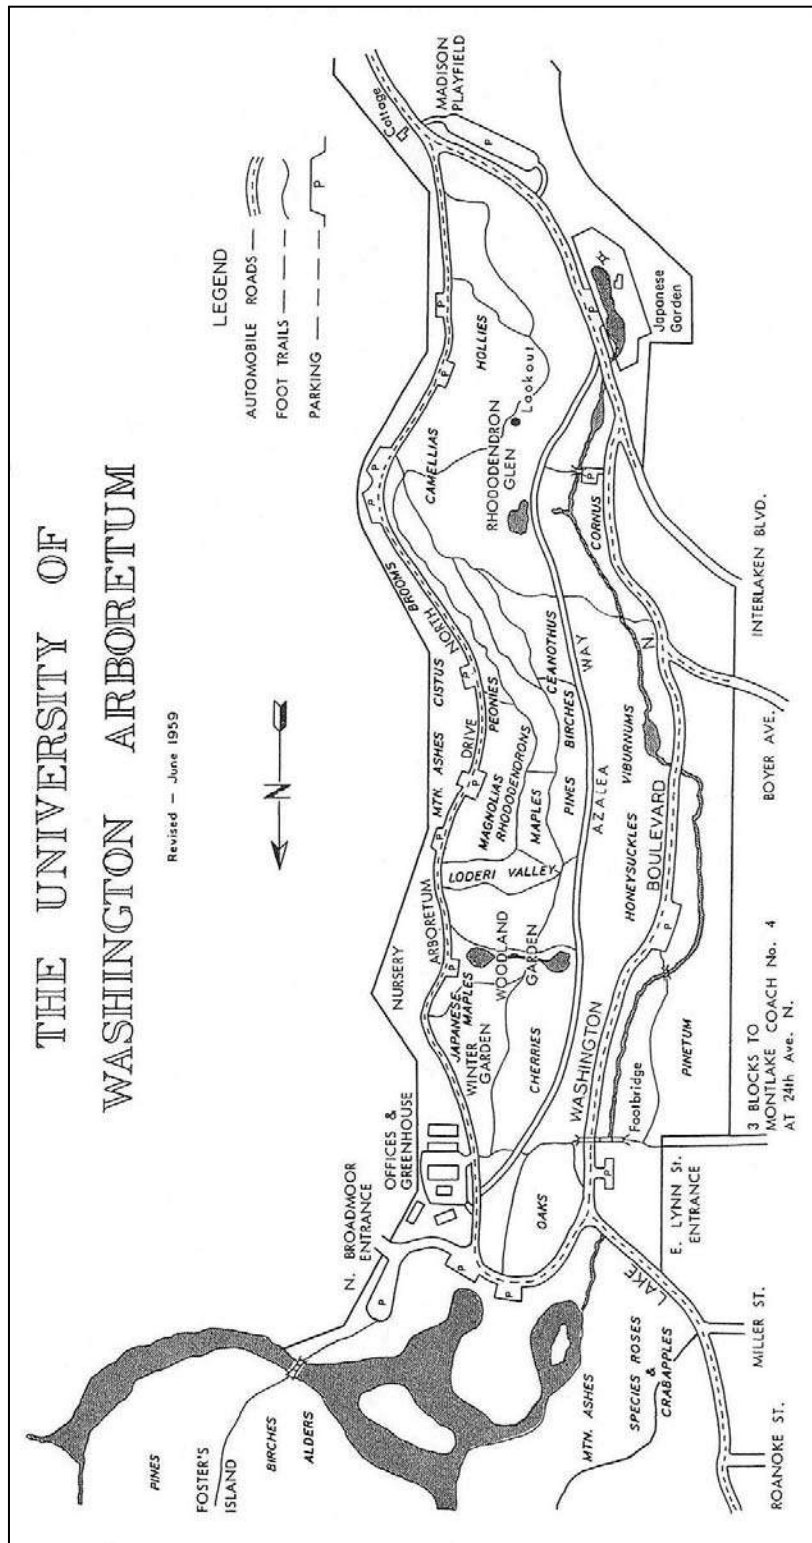 THE UNIVERSITY OF
WASHINGTON ARBORETUM
Revised — June 1959
N
LEGEND
AUTOMOBILE ROADS
FOOT TRAILS
PARKING
P
PINES
FOSTER'S
ISLAND
BIRCHES
ALDERS
N. BROADMOOR
ENTRANCE
P
P
P
OFFICES &
GREENHOUSE
NURSERY
ARBORETUM
DRIVE
NORTH
MTN. ASHES
CISTUS
BROOMS
P
P
P
P
P
P
P
Cottage
MADISON
PLAYFIELD
P
JAPANESE
MAPLES
WINTER
GARDEN
WOODLAND
GARDEN
LODERI VALLEY
MAGNOLIAS
RHODODENDRONS
PEONIES
CAMELLIAS
HOLLIES
Lookout
RHODODENDRON
GLEN
OAKS
CHERRIES
MAPLES
PINES
BIRCHES
CEANOTHUS
AZALEA
WAY
HONEYSUCKLES
VIBURNUMS
CORNUS
P
P
Japanese
Garden
LAKE
WASHINGTON
BOULEVARD
N.
P
P
Footbridge
PINETUM
MTN. ASHES
SPECIES ROSES
&
CRABAPPLES
E. LYNN St.
ENTRANCE
ROANOKE ST.
MILLER ST.
3 BLOCKS TO
MONTLAKE COACH No. 4
AT 24th Ave. N.
BOYER AVE.
INTERLAKEN BLVD.